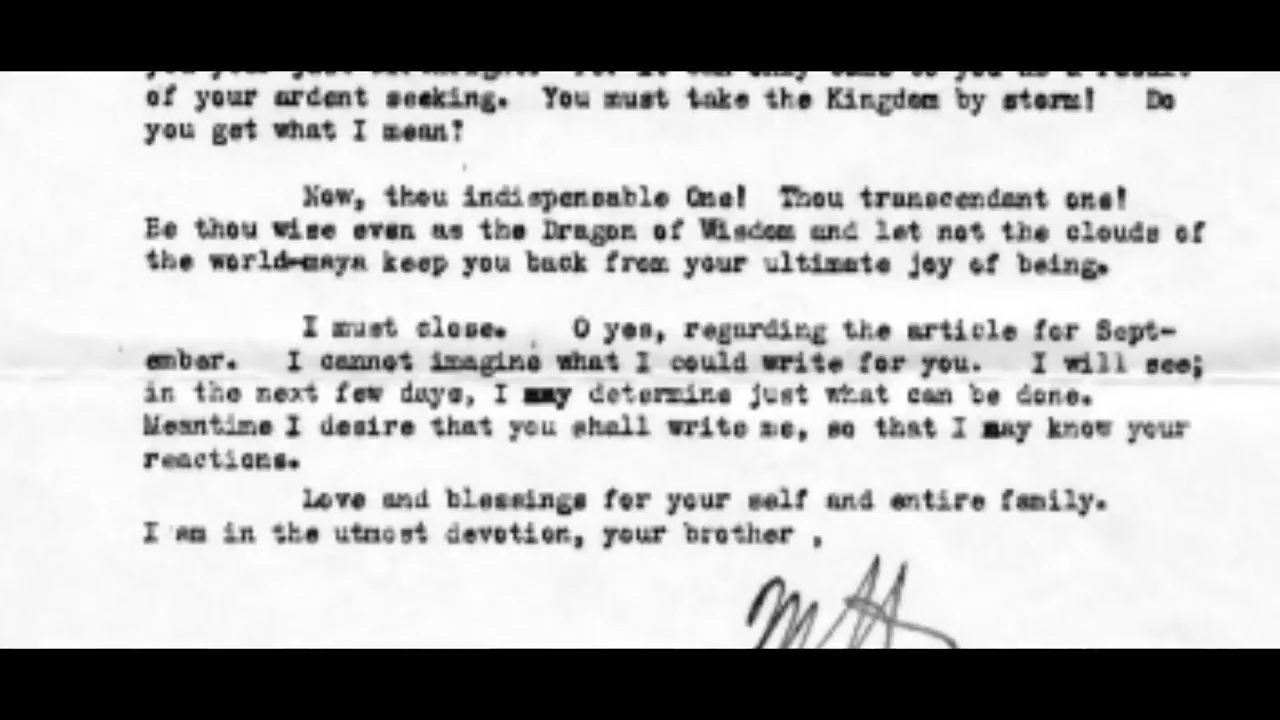 of your ardent seeking. You must take the Kingdom by storm! Do
you get what I mean?
Now, thou indispensable One! Thou transcendant one!
Be thou wise even as the Dragon of Wisdom and let not the clouds of
the world-maya keep you back from your ultimate joy of being.
I must close. O yes, regarding the article for Sept-
ember. I cannot imagine what I could write for you. I will see;
in the next few days, I may determine just what can be done.
Meantime I desire that you shall write me, so that I may know your
reactions.
Love and blessings for your self and entire family.
I am in the utmost devotion, your brother ,